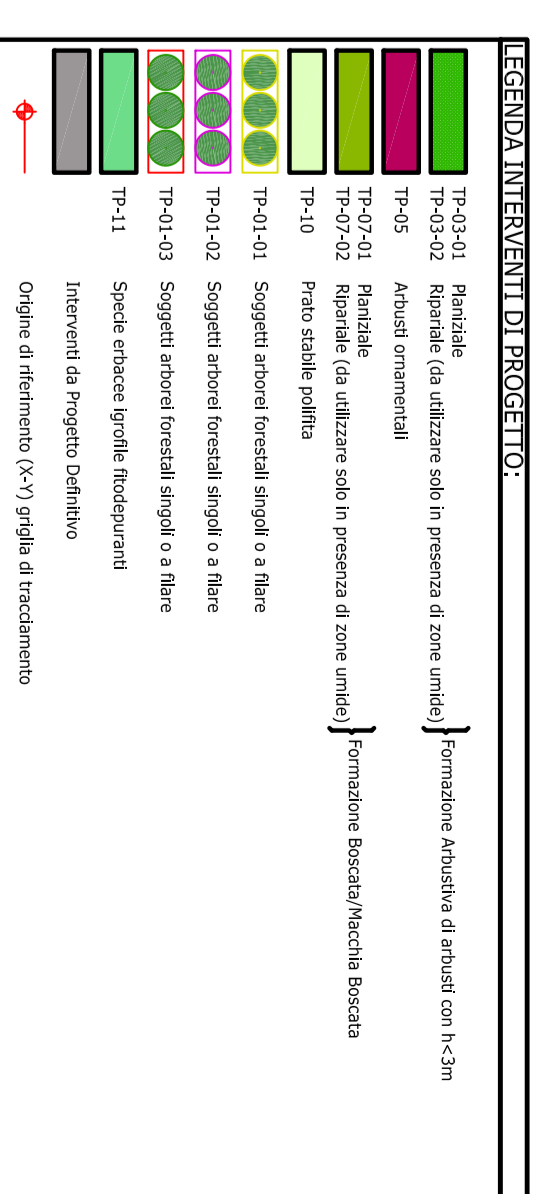 LEGENDA INTERVENTI DI PROGETTO:
TP-03-01 Planiziale
TP-03-02 Ripariale (da utilizzare solo in presenza di zone umide)
Formazione Arbustiva di arbusti con h<3m
TP-05 Arbusti ornamentali
TP-07-01 Planiziale
TP-07-02 Ripariale (da utilizzare solo in presenza di zone umide)
Formazione Boscata/Macchia Boscata
TP-10 Prato stabile polifita
TP-01-01 Soggetti arborei forestali singoli o a filare
TP-01-02 Soggetti arborei forestali singoli o a filare
TP-01-03 Soggetti arborei forestali singoli o a filare
TP-11 Specie erbacee igrofile fitodepuranti
Interventi da Progetto Definitivo
Origine di riferimento (X-Y) griglia di tracciamento